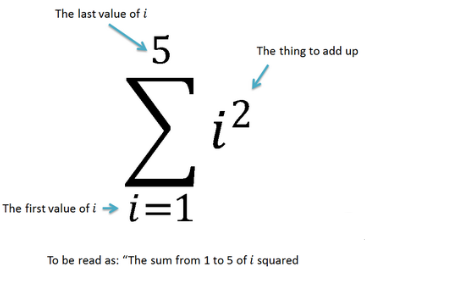 The last value of i
5
The thing to add up
∑ i²
The first value of i
i=1
To be read as: “The sum from 1 to 5 of i squared